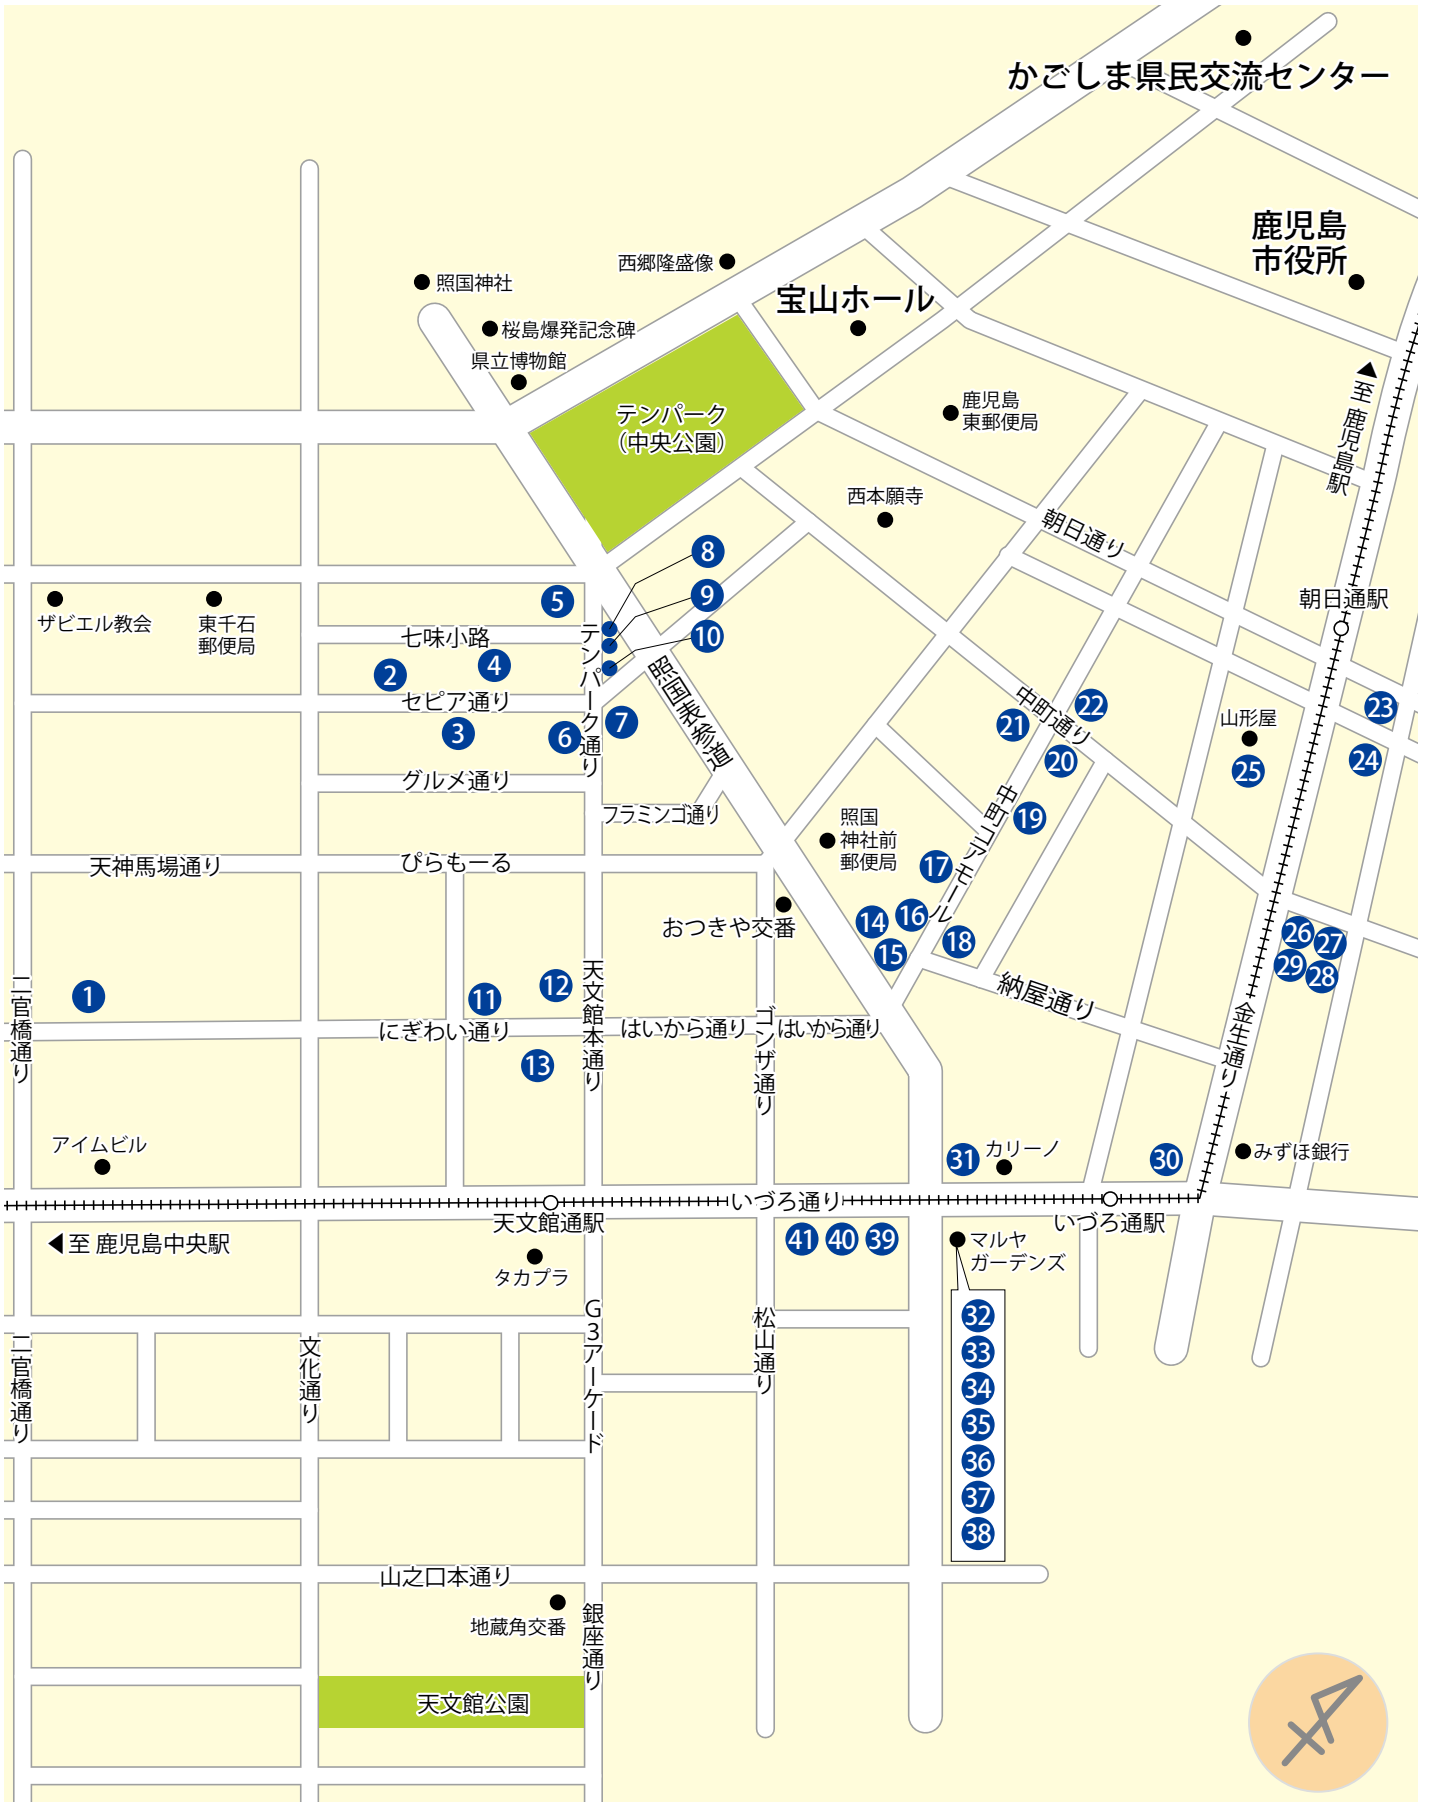 かごしま県民交流センター
鹿児島
市役所
西郷隆盛像
照国神社
宝山ホール
桜島爆発記念碑
県立博物館
至 鹿児島駅
テンパーク
（中央公園）
鹿児島
東郵便局
西本願寺
朝日通り
8
9
10
5
朝日通駅
ザビエル教会
東千石
郵便局
七味小路
テンパーク通り
4
2
セピア通り
照国表参道
中町通り
22
21
23
山形屋
3
6
7
20
24
25
グルメ通り
中町コアモール
フラミンゴ通り
19
照国
神社前
郵便局
天神馬場通り
ぴらもーる
17
おつきや交番
14
16
15
18
26
27
29
28
二官橋通り
1
11
12
天文館本通り
納屋通り
金生通り
にぎわい通り
はいから通り
ゴンザ通り
はいから通り
13
アイムビル
31
カリーノ
30
みずほ銀行
いづろ通り
天文館通駅
いづろ通駅
至 鹿児島中央駅
タカプラ
41
40
39
マルヤ
ガーデンズ
32
33
34
35
36
37
38
二官橋通り
文化通り
G3アーケード
松山通り
山之口本通り
地蔵角交番
銀座通り
天文館公園